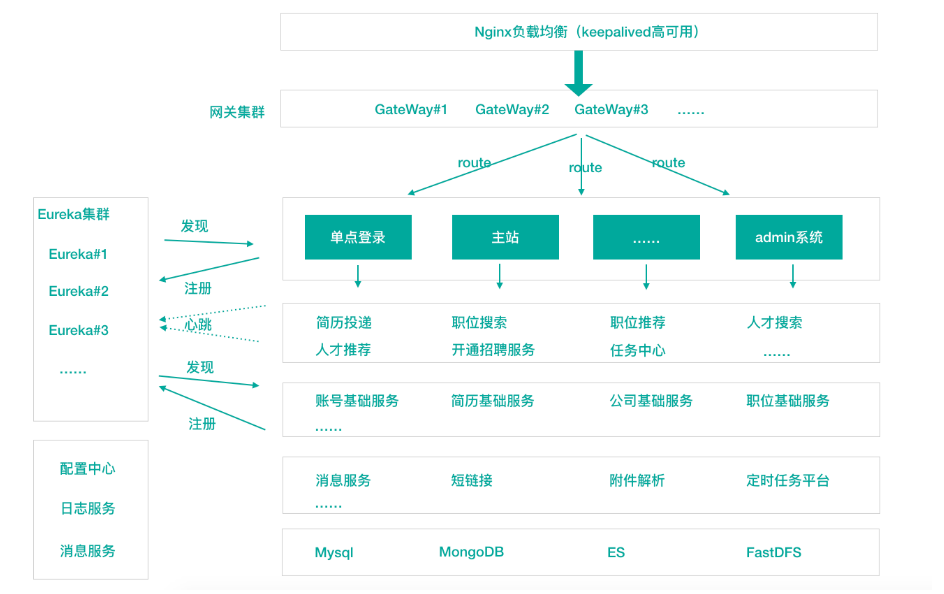 Nginx负载均衡（keepalived高可用）
网关集群
GateWay#1 GateWay#2 GateWay#3 ......
route route route
Eureka集群
Eureka#1
Eureka#2
Eureka#3
......
发现
注册
心跳
发现
注册
单点登录 主站 ...... admin系统
简历投递 职位搜索 职位推荐 人才搜索
人才推荐 开通招聘服务 任务中心 ......
账号基础服务 简历基础服务 公司基础服务 职位基础服务
......
配置中心
日志服务
消息服务
消息服务 短链接 附件解析 定时任务平台
......
Mysql MongoDB ES FastDFS